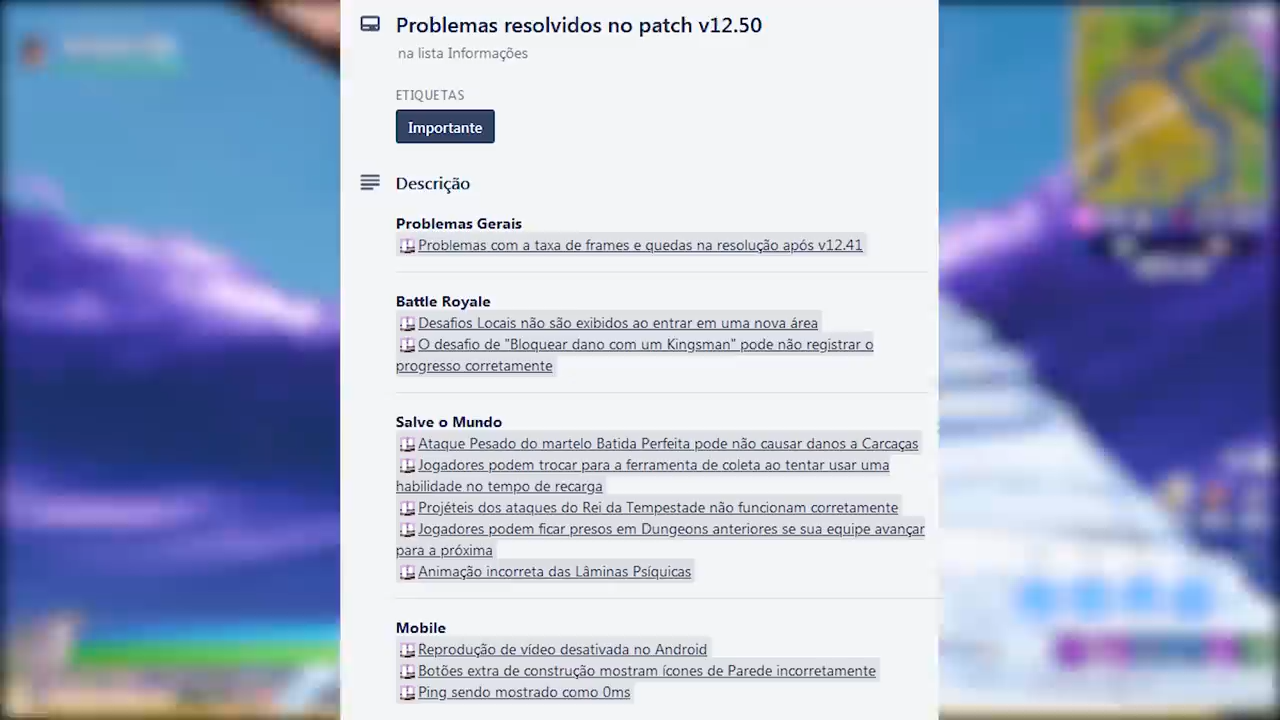 Problemas resolvidos no patch v12.50
na lista Informações
ETIQUETAS
Importante
Descrição
Problemas Gerais
Problemas com a taxa de frames e quedas na resolução após v12.41
Battle Royale
Desafios Locais não são exibidos ao entrar em uma nova área
O desafio de "Bloquear dano com um Kingsman" pode não registrar o
progresso corretamente
Salve o Mundo
Ataque Pesado do martelo Batida Perfeita pode não causar danos a Carcaças
Jogadores podem trocar para a ferramenta de coleta ao tentar usar uma
habilidade no tempo de recarga
Projéteis dos ataques do Rei da Tempestade não funcionam corretamente
Jogadores podem ficar presos em Dungeons anteriores se sua equipe avançar
para a próxima
Animação incorreta das Lâminas Psíquicas
Mobile
Reprodução de vídeo desativada no Android
Botões extra de construção mostram ícones de Parede incorretamente
Ping sendo mostrado como 0ms